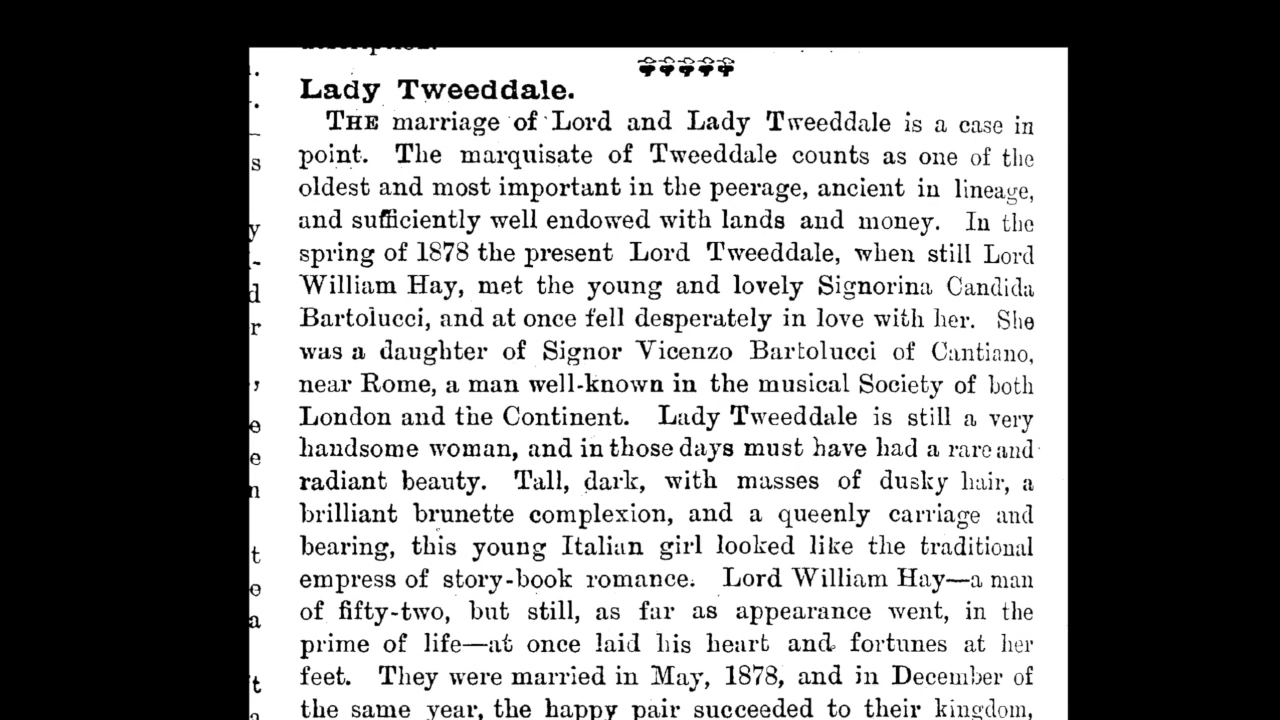 Lady Tweeddale.
THE marriage of Lord and Lady Tweeddale is a case in
point. The marquisate of Tweeddale counts as one of the
oldest and most important in the peerage, ancient in lineage,
and sufficiently well endowed with lands and money. In the
spring of 1878 the present Lord Tweeddale, when still Lord
William Hay, met the young and lovely Signorina Candida
Bartolucci, and at once fell desperately in love with her. She
was a daughter of Signor Vicenzo Bartolucci of Cantiano,
near Rome, a man well-known in the musical Society of both
London and the Continent. Lady Tweeddale is still a very
handsome woman, and in those days must have had a rare and
radiant beauty. Tall, dark, with masses of dusky hair, a
brilliant brunette complexion, and a queenly carriage and
bearing, this young Italian girl looked like the traditional
empress of story-book romance. Lord William Hay—a man
of fifty-two, but still, as far as appearance went, in the
prime of life—at once laid his heart and fortunes at her
feet. They were married in May, 1878, and in December of
the same year, the happy pair succeeded to their kingdom,